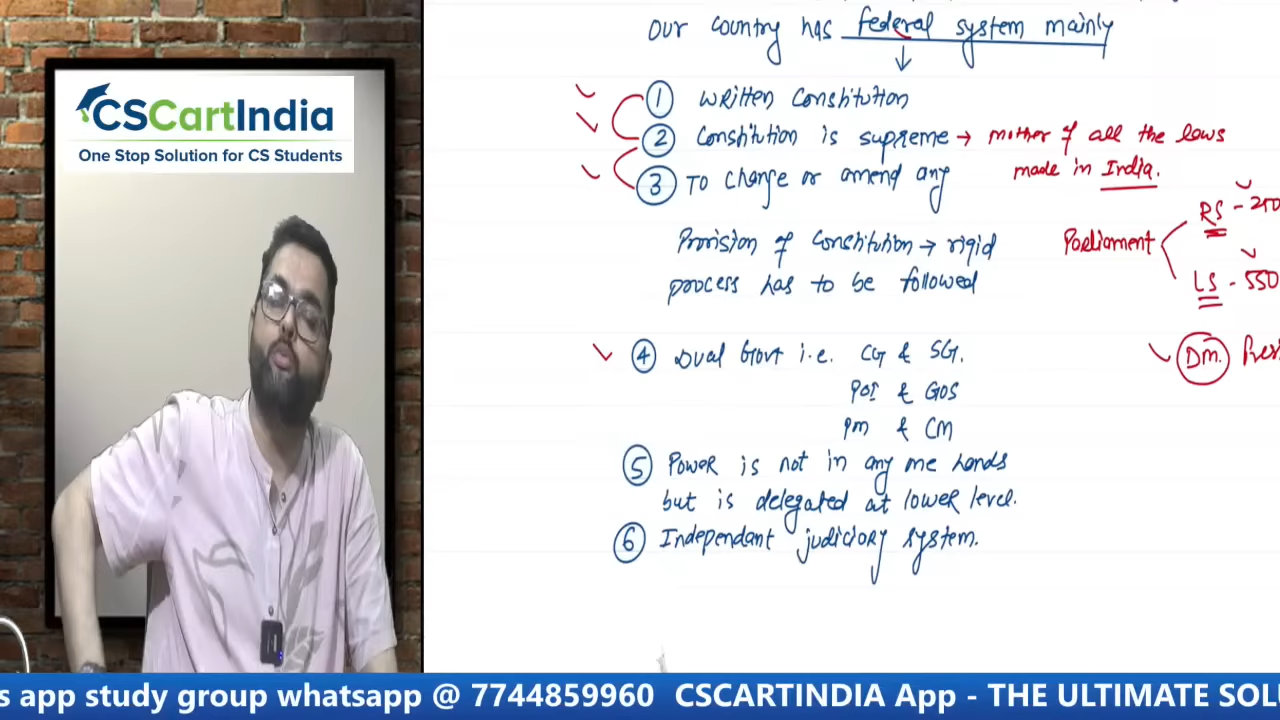 CSCartIndia
One Stop Solution for CS Students
Our country has federal system mainly
1 Written Constitution
2 Constitution is supreme → mother of all the laws
made in India.
3 To change or amend any
Provision of Constitution → rigid
process has to be followed
Parliament
RS - 250
LS - 550
4 Dual Govt i.e. CG & SG.
POI & GOS
PM & CM
Dm.
5 Power is not in any one hands
but is delegated at lower level.
6 Independant judiciory system.
s app study group whatsapp @ 7744859960 CSCARTINDIA App - THE ULTIMATE SOL